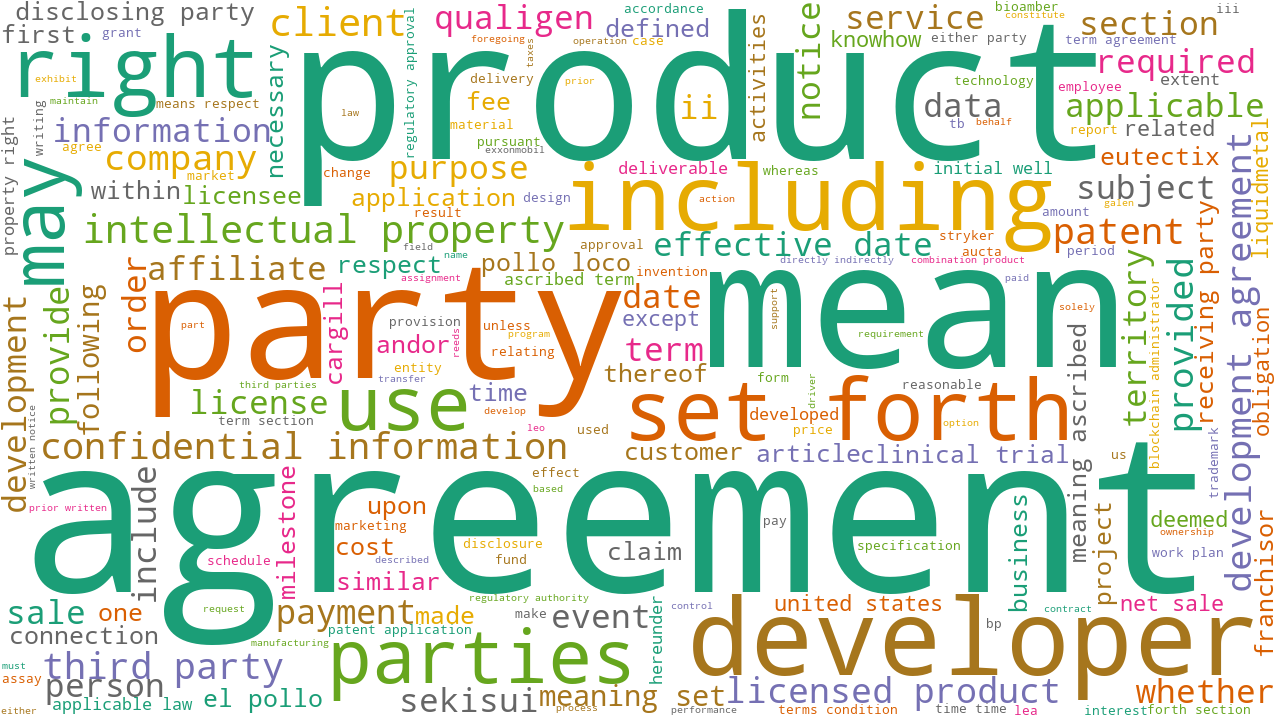 disclosing party
client
qualigen
accordance
defined
bioamber
constitute
iii
first
grant
service
section
right
product
foregoing
operation
case
notice
knowhow
either party
term agreement
required
exhibit
maintain
means respect
necessary
regulatory approval
taxes
delivery
prior
activities
technology
employee
extent
writing
information
law
fee
ii
data
applicable
property right
agree
company
market
material
pursuant
exxonmobil
tb
behalf
report
related
may
within
licensee
change
purpose
deliverable
whereas
initial well
eutectix
subject
application
design
including
action
galen
liquidmetal
intellectual property
result
amount
patent
field
name
approval
effective date
stryker
aucta
period
development agreement
order
affiliate
respect
assignment
pollo loco
ascribed term
invention
directly indirectly
combination product
paid
mean
territory
receiving party
provide
following
party
part
cargill
provision
andor
reeds
unless
program
relating
date
except
support
requirement
solely
provided
blockchain administrator
development
entity
transfer
term
thereof
form
driver
reasonable
obligation
third parties
license
use
time
develop
set forth
developed
price
option
meaning ascribed
written notice
term section
leo
used
customer
article
clinical trial
us
trademark
confidential information
effect
based
agreement
include
milestone
prior written
upon
marketing
cost
schedule
described
similar
disclosure
fund
claim
pay
specification
business
project
deemed
ownership
work plan
franchisor
sale
one
request
payment
made
regulatory authority
make
event
hereunder
control
united states
bp
contract
net sale
connection
manufacturing
patent application
parties
developer
must
assay
third party
person
applicable law
el pollo
sekisui
meaning set
licensed product
whether
either
process
performance
terms condition
time time
lea
interest
forth section